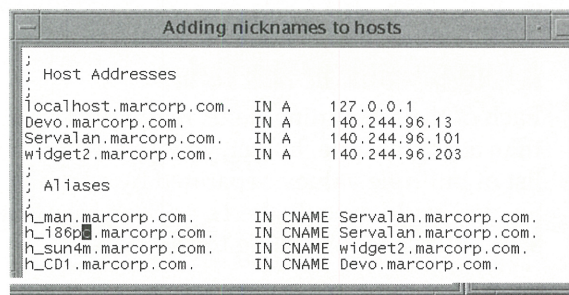 Adding nicknames to hosts
;
; Host Addresses
;
localhost.marcorp.com. IN A 127.0.0.1
Devo.marcorp.com. IN A 140.244.96.13
Servalan.marcorp.com. IN A 140.244.96.101
widget2.marcorp.com. IN A 140.244.96.203
;
; Aliases
;
h_man.marcorp.com. IN CNAME Servalan.marcorp.com.
h_i86pc.marcorp.com. IN CNAME Servalan.marcorp.com.
h_sun4m.marcorp.com. IN CNAME widget2.marcorp.com.
h_CD1.marcorp.com. IN CNAME Devo.marcorp.com.